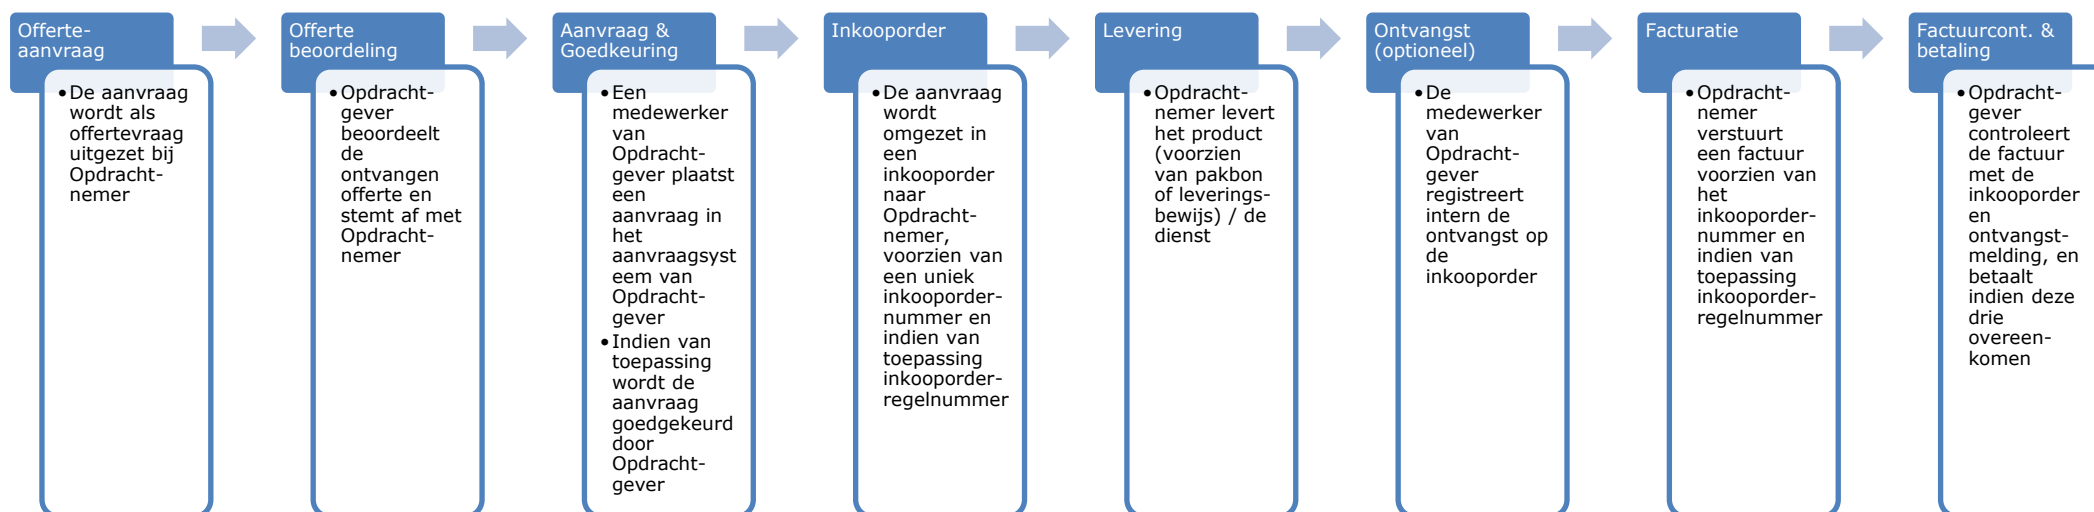 Offerte-
aanvraag
•De aanvraag
wordt als
offertevraag
uitgezet bij
Opdracht-
nemer
Offerte
beoordeling
•Opdracht-
gever
beoordeelt
de
ontvangen
offerte en
stemt af met
Opdracht-
nemer
Aanvraag &
Goedkeuring
•Een
medewerker
van
Opdracht-
gever plaatst
een
aanvraag in
het
aanvraagsyst
eem van
Opdracht-
gever
•Indien van
toepassing
wordt de
aanvraag
goedgekeurd
door
Opdracht-
gever
Inkooporder
•De aanvraag
wordt
omgezet in
een
inkooporder
naar
Opdracht-
nemer,
voorzien van
een uniek
inkooporder-
nummer en
indien van
toepassing
inkooporder-
regelnummer
Levering
•Opdracht-
nemer levert
het product
(voorzien
van pakbon
of leverings-
bewijs) / de
dienst
Ontvangst
(optioneel)
•De
medewerker
van
Opdracht-
gever
registreert
intern de
ontvangst op
de
inkooporder
Facturatie
•Opdracht-
nemer
verstuurt
een factuur
voorzien van
het
inkooporder-
nummer en
indien van
toepassing
inkooporder-
regelnummer
Factuurcont. &
betaling
•Opdracht-
gever
controleert
de factuur
met de
inkooporder
en
ontvangst-
melding, en
betaalt
indien deze
drie
overeen-
komen